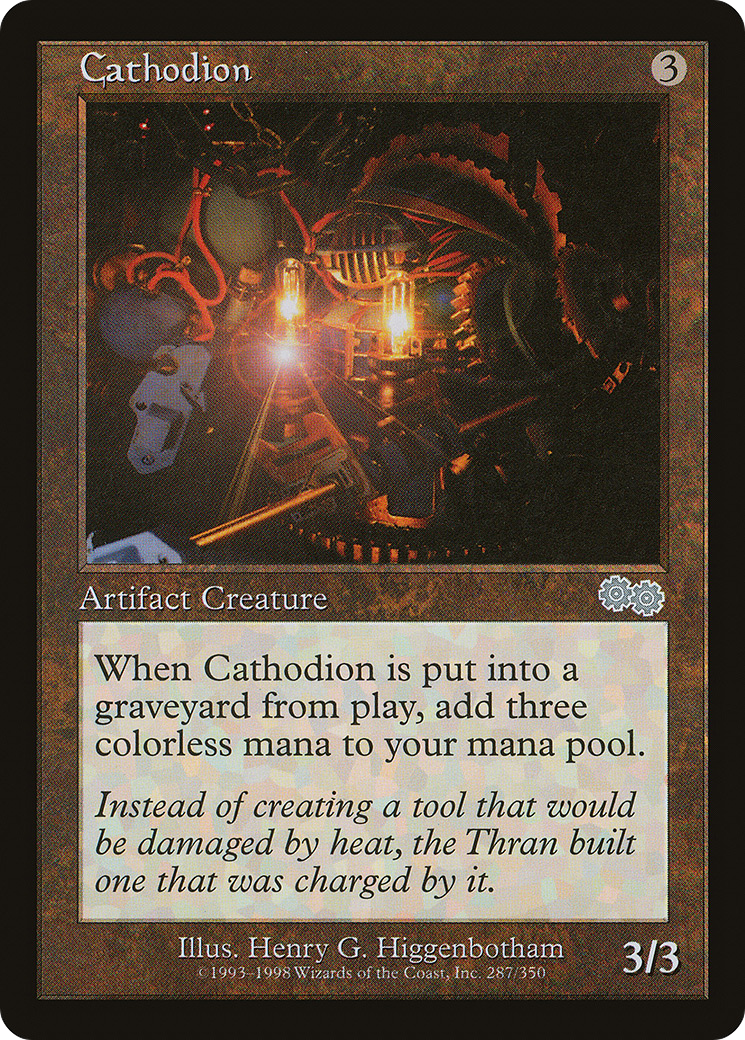 Cathodion
3
Artifact Creature
When Cathodion is put into a
graveyard from play, add three
colorless mana to your mana pool.
Instead of creating a tool that would
be damaged by heat, the Thran built
one that was charged by it.
Illus. Henry G. Higgenbotham
©1993–1998 Wizards of the Coast, Inc. 287/350
3/3